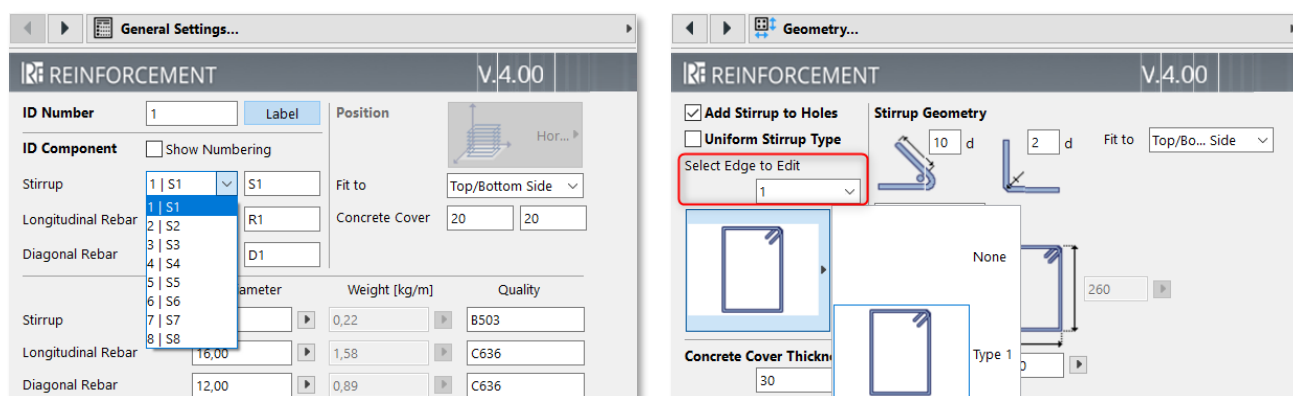 General Settings...
REINFORCEMENT V.4.00
ID Number 1 Label Position
Hor...
ID Component Show Numbering
Stirrup 1 | S1 S1 Fit to Top/Bottom Side
1 | S1
2 | S2
3 | S3
4 | S4
5 | S5
6 | S6
7 | S7
8 | S8
Longitudinal Rebar R1 Concrete Cover 20 20
Diagonal Rebar D1
ameter Weight [kg/m] Quality
Stirrup 0,22 B503
Longitudinal Rebar 16,00 1,58 C636
Diagonal Rebar 12,00 0,89 C636
Geometry...
REINFORCEMENT V.4.00
Add Stirrup to Holes Stirrup Geometry
Uniform Stirrup Type 10 d 2 d Fit to Top/Bo... Side
Select Edge to Edit
1
None
260
Type 1
Concrete Cover Thickn
30